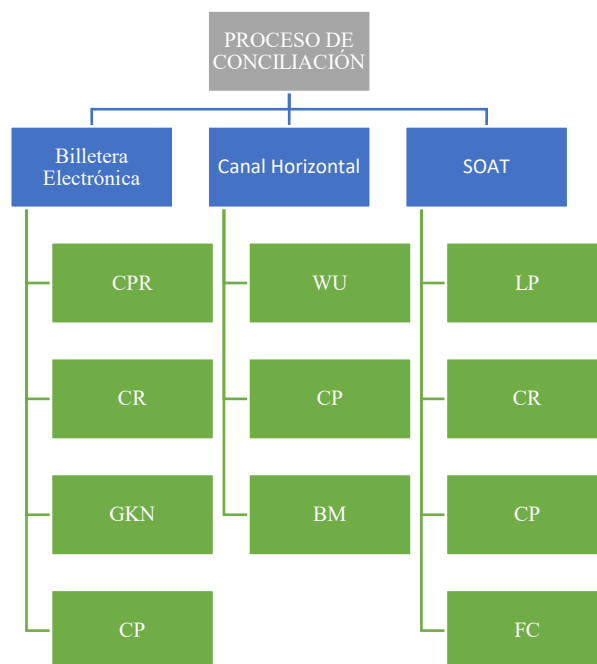 PROCESO DE
CONCILIACIÓN
Billetera
Electrónica
Canal Horizontal
SOAT
CPR
WU
LP
CR
CP
CR
GKN
BM
CP
CP
FC